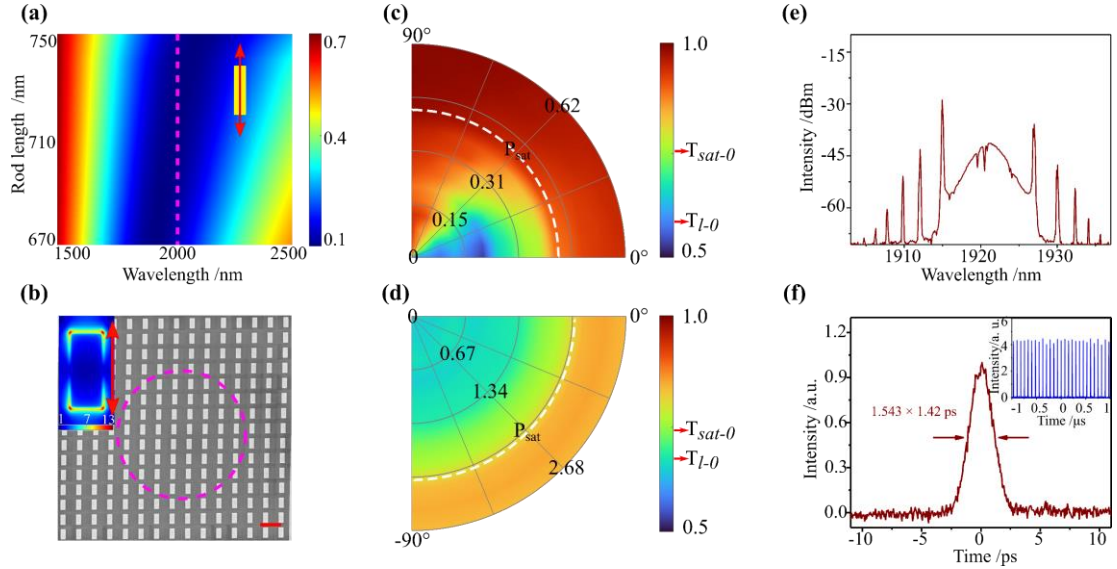 (a)
750
710
670
Rod length /nm
1500
2000
2500
Wavelength /nm
0.7
0.4
0.1
(b)
1 7 13
(c)
90°
0.62
P_sat
0.31
0.15
0
0°
1.0
T_sat-0
T_l-0
0.5
(d)
0
0°
0.67
1.34
P_sat
2.68
-90°
1.0
T_sat-0
T_l-0
0.5
(e)
-15
-30
-45
-60
Intensity /dBm
1910
1920
1930
Wavelength /nm
(f)
1.2
0.9
0.6
0.3
0.0
Intensity /a.u.
1.543 × 1.42 ps
-10
-5
0
5
10
Time /ps
.6
.4
.2
0
Intensity/a. u.
-1
0.5
0
0.5
1
Time /μs